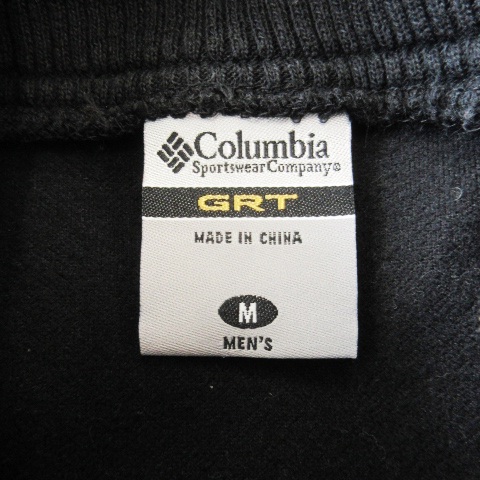 Columbia
Sportswear Company®
GRT
MADE IN CHINA
M
MEN'S